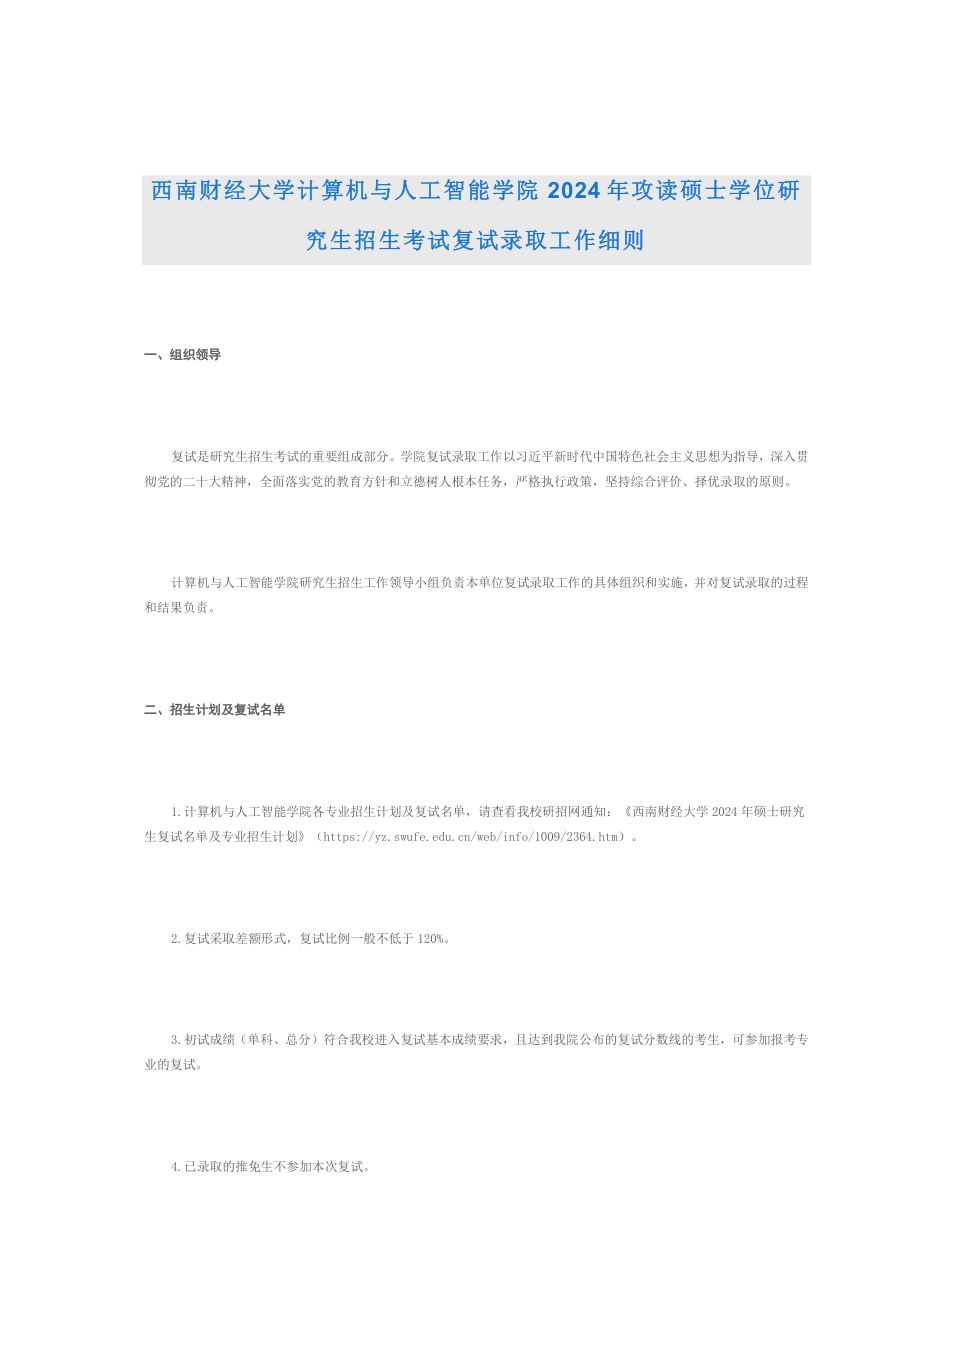 西南财经大学计算机与人工智能学院 2024 年攻读硕士学位研
究生招生考试复试录取工作细则
一、组织领导
复试是研究生招生考试的重要组成部分。学院复试录取工作以习近平新时代中国特色社会主义思想为指导，深入贯
彻党的二十大精神，全面落实党的教育方针和立德树人根本任务，严格执行政策，坚持综合评价、择优录取的原则。
计算机与人工智能学院研究生招生工作领导小组负责本单位复试录取工作的具体组织和实施，并对复试录取的过程
和结果负责。
二、招生计划及复试名单
1.计算机与人工智能学院各专业招生计划及复试名单，请查看我校研招网通知：《西南财经大学 2024 年硕士研究
生复试名单及专业招生计划》（https://yz.swufe.edu.cn/web/info/1009/2364.htm）。
2.复试采取差额形式，复试比例一般不低于 120%。
3.初试成绩（单科、总分）符合我校进入复试基本成绩要求，且达到我院公布的复试分数线的考生，可参加报考专
业的复试。
4.已录取的推免生不参加本次复试。